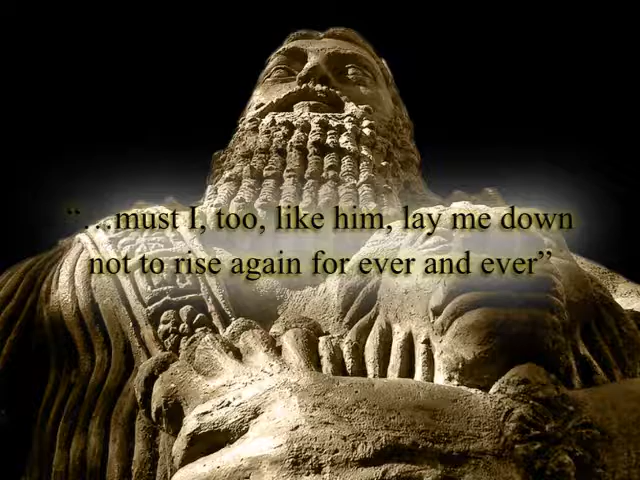 “…must I, too, like him, lay me down
not to rise again for ever and ever”